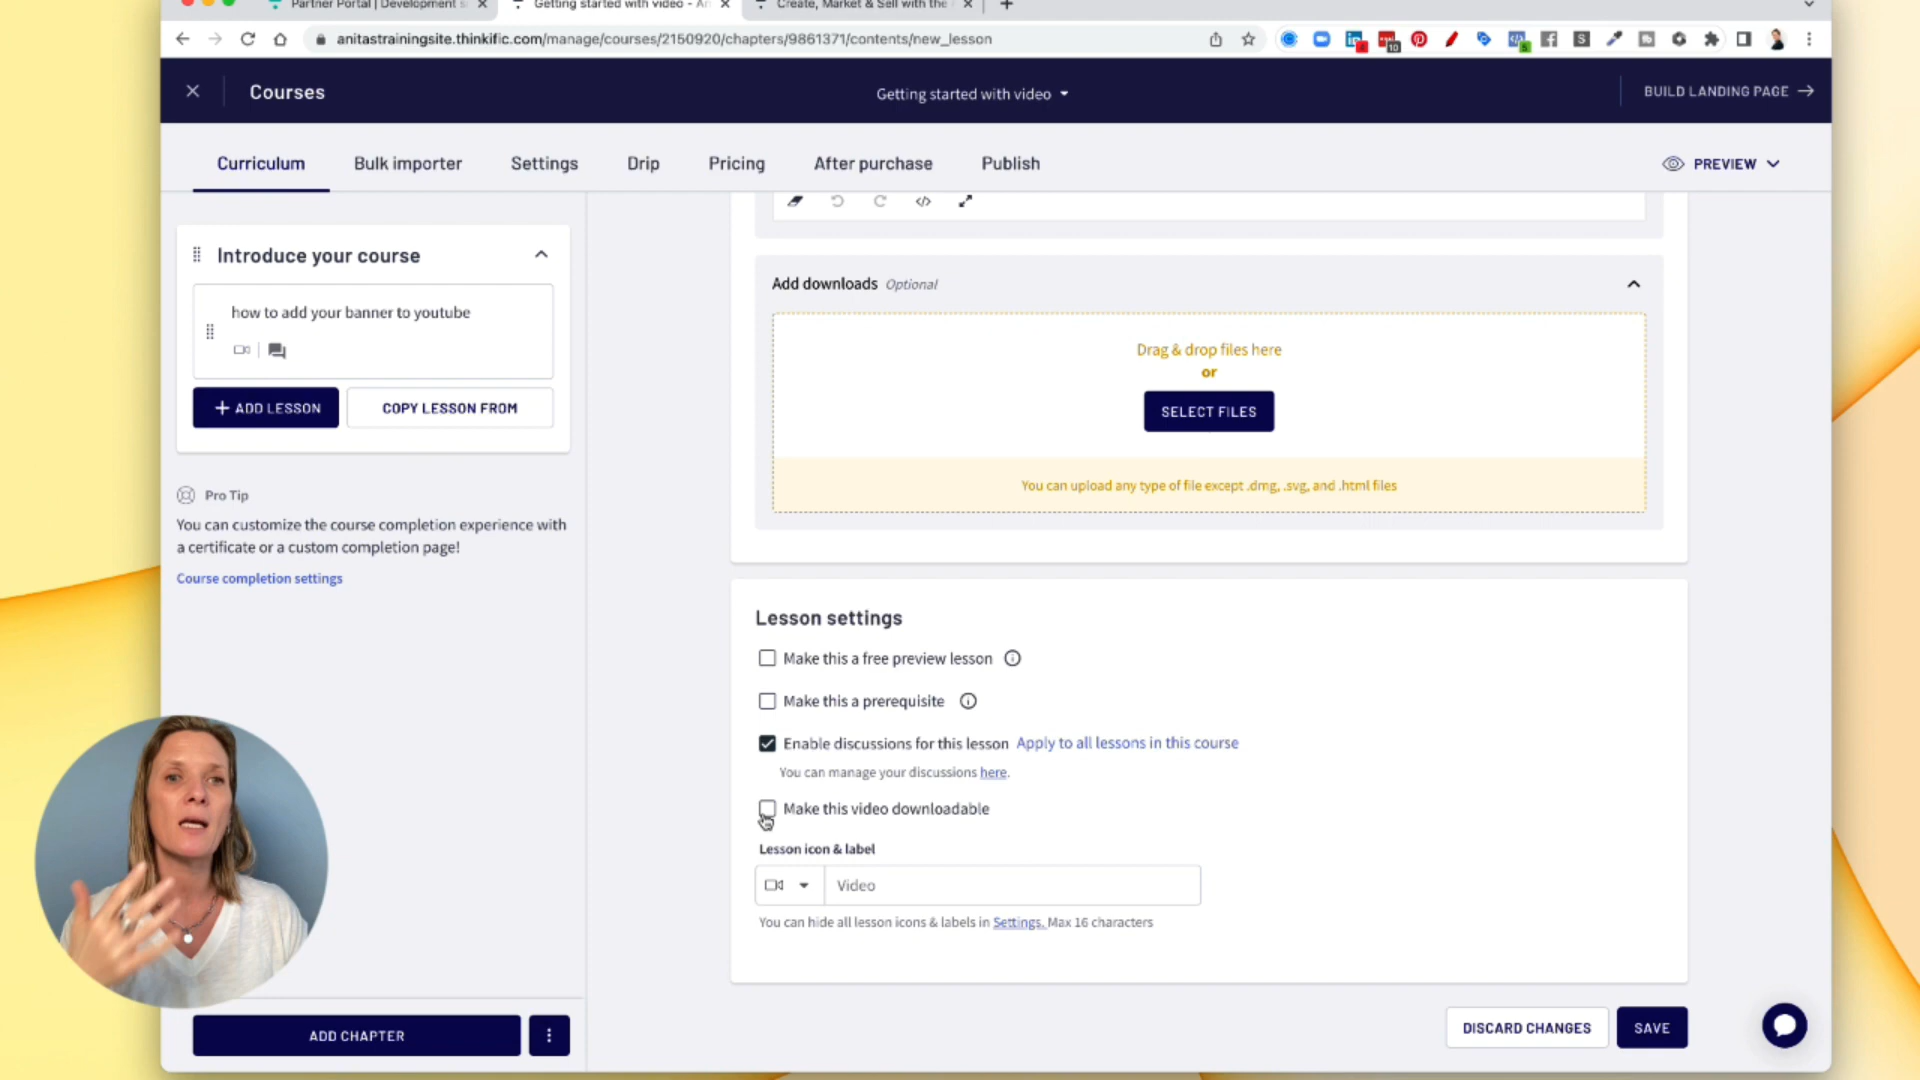 Partner Portal | Development s
Getting started with video - An
Create, Market & Sell with the
anitastrainingsite.thinkific.com/manage/courses/2150920/chapters/9861371/contents/new_lesson
10
5
Courses
Getting started with video
BUILD LANDING PAGE →
Curriculum
Bulk importer
Settings
Drip
Pricing
After purchase
Publish
PREVIEW
Introduce your course
how to add your banner to youtube
+ ADD LESSON
COPY LESSON FROM
Pro Tip
You can customize the course completion experience with
a certificate or a custom completion page!
Course completion settings
ADD CHAPTER
Add downloads Optional
Drag & drop files here
or
SELECT FILES
You can upload any type of file except .dmg, .svg, and .html files
Lesson settings
Make this a free preview lesson
Make this a prerequisite
Enable discussions for this lesson Apply to all lessons in this course
You can manage your discussions here.
Make this video downloadable
Lesson icon & label
Video
You can hide all lesson icons & labels in Settings. Max 16 characters
DISCARD CHANGES
SAVE